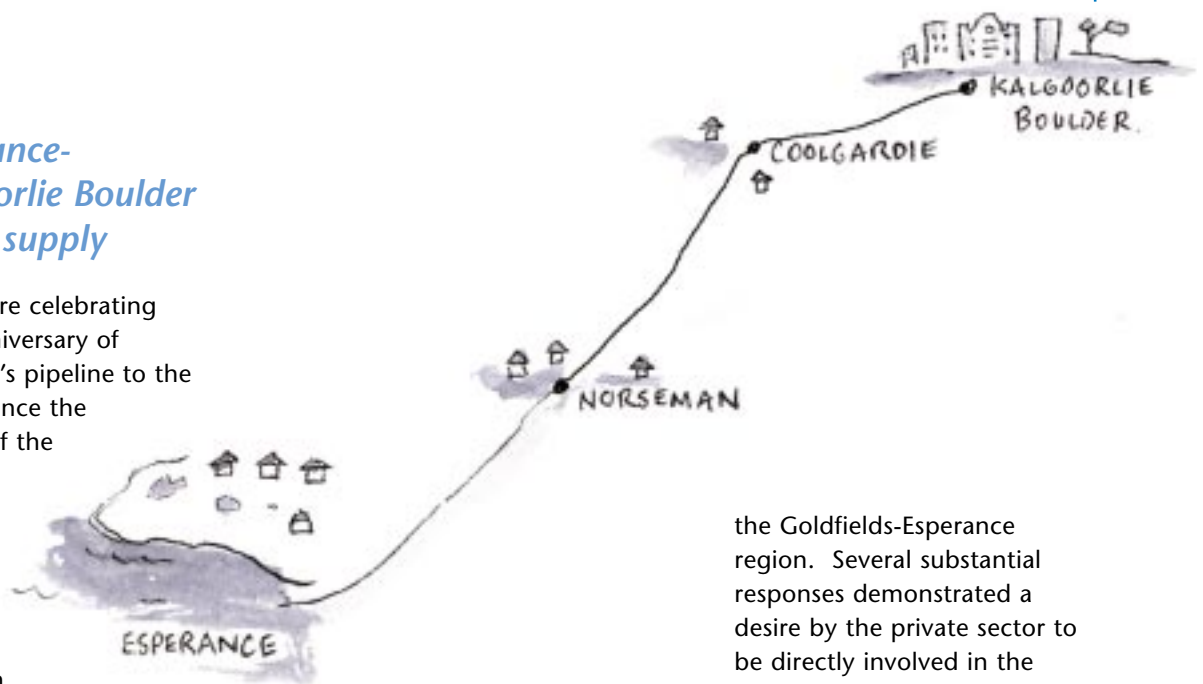 ance-
orlie Boulder
supply
re celebrating
niversary of
's pipeline to the
nce the
f the
KALGOORLIE
BOULDER.
COOLGARDIE
NORSEMAN
ESPERANCE
the Goldfields-Esperance
region. Several substantial
responses demonstrated a
desire by the private sector to
be directly involved in the